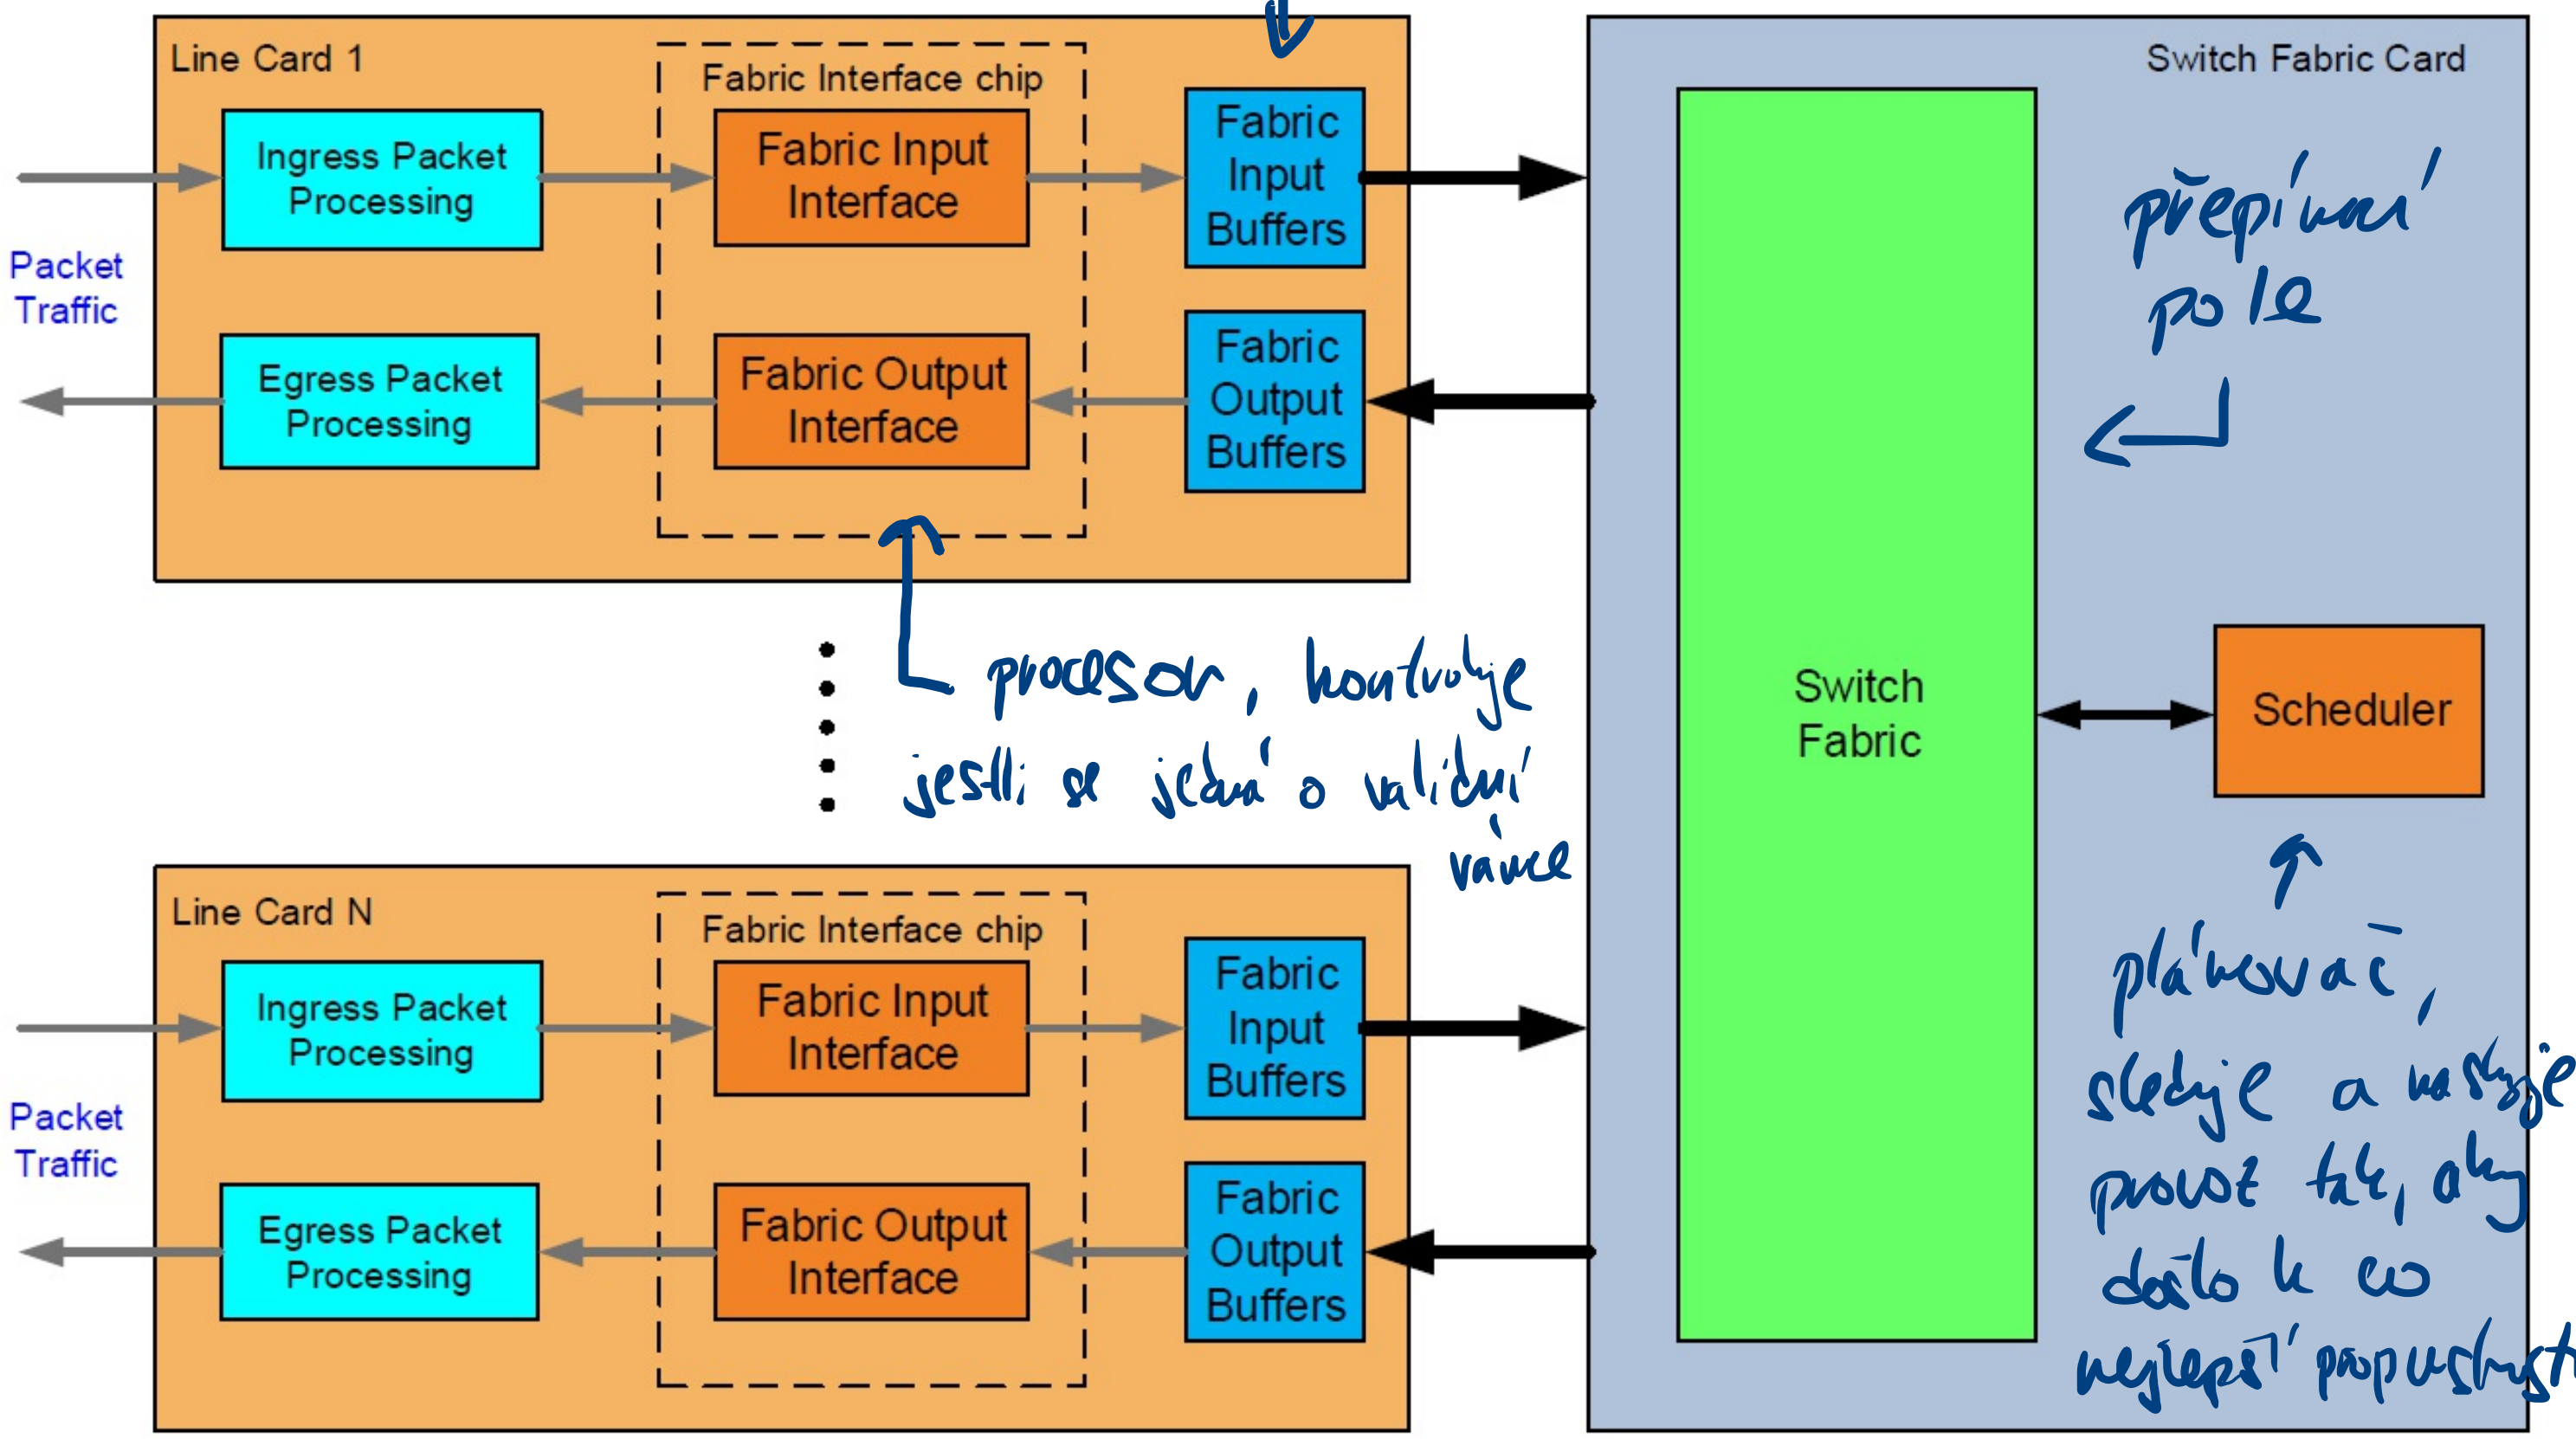 Line Card 1
Fabric Interface chip
Ingress Packet
Processing
Fabric Input
Interface
Fabric
Input
Buffers
Packet
Traffic
Egress Packet
Processing
Fabric Output
Interface
Fabric
Output
Buffers
procesor, kontroluje
jestli se jedná o validní
rámce
Line Card N
Fabric Interface chip
Ingress Packet
Processing
Fabric Input
Interface
Fabric
Input
Buffers
Packet
Traffic
Egress Packet
Processing
Fabric Output
Interface
Fabric
Output
Buffers
Switch Fabric Card
přepínací
pole
Switch
Fabric
Scheduler
plánovač,
sleduje a
provoz tak, aby
došlo k co
nejlepší